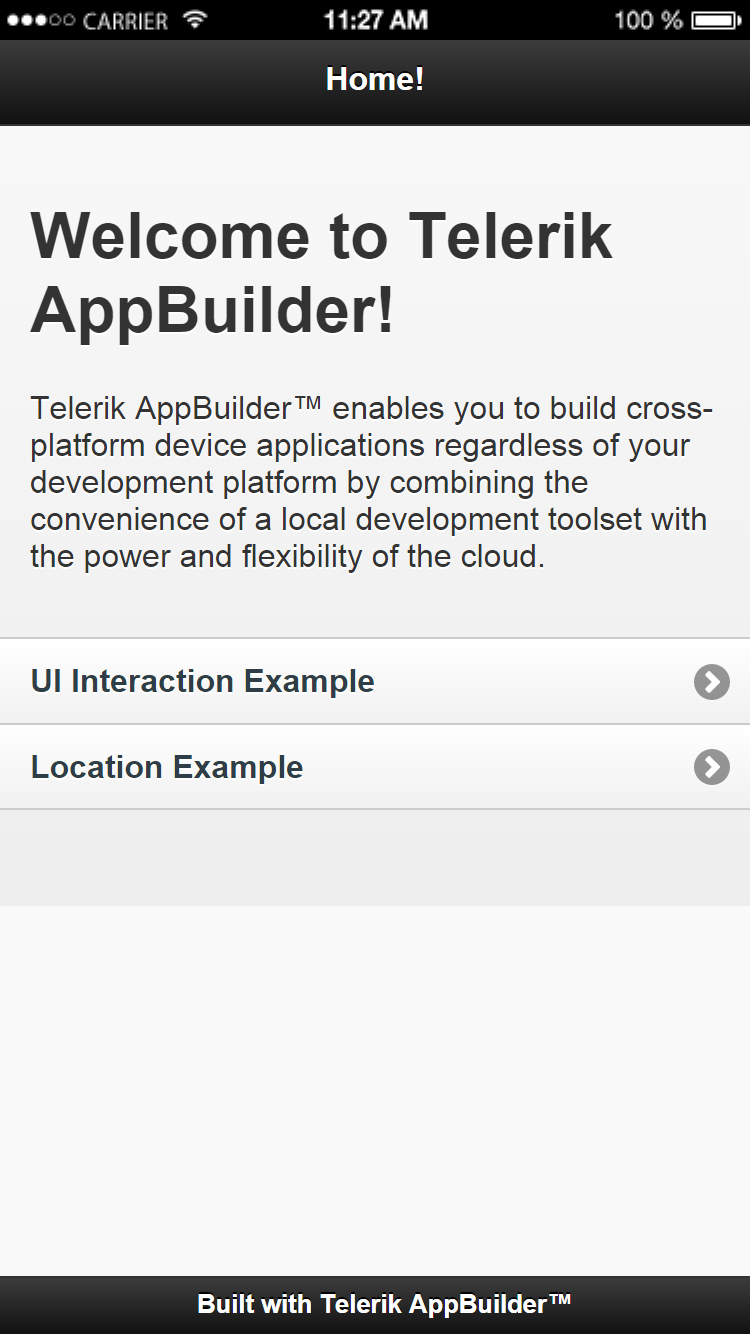 CARRIER 11:27 AM 100 %
Home!
Welcome to Telerik
AppBuilder!
Telerik AppBuilder™ enables you to build cross-
platform device applications regardless of your
development platform by combining the
convenience of a local development toolset with
the power and flexibility of the cloud.
UI Interaction Example
Location Example
Built with Telerik AppBuilder™